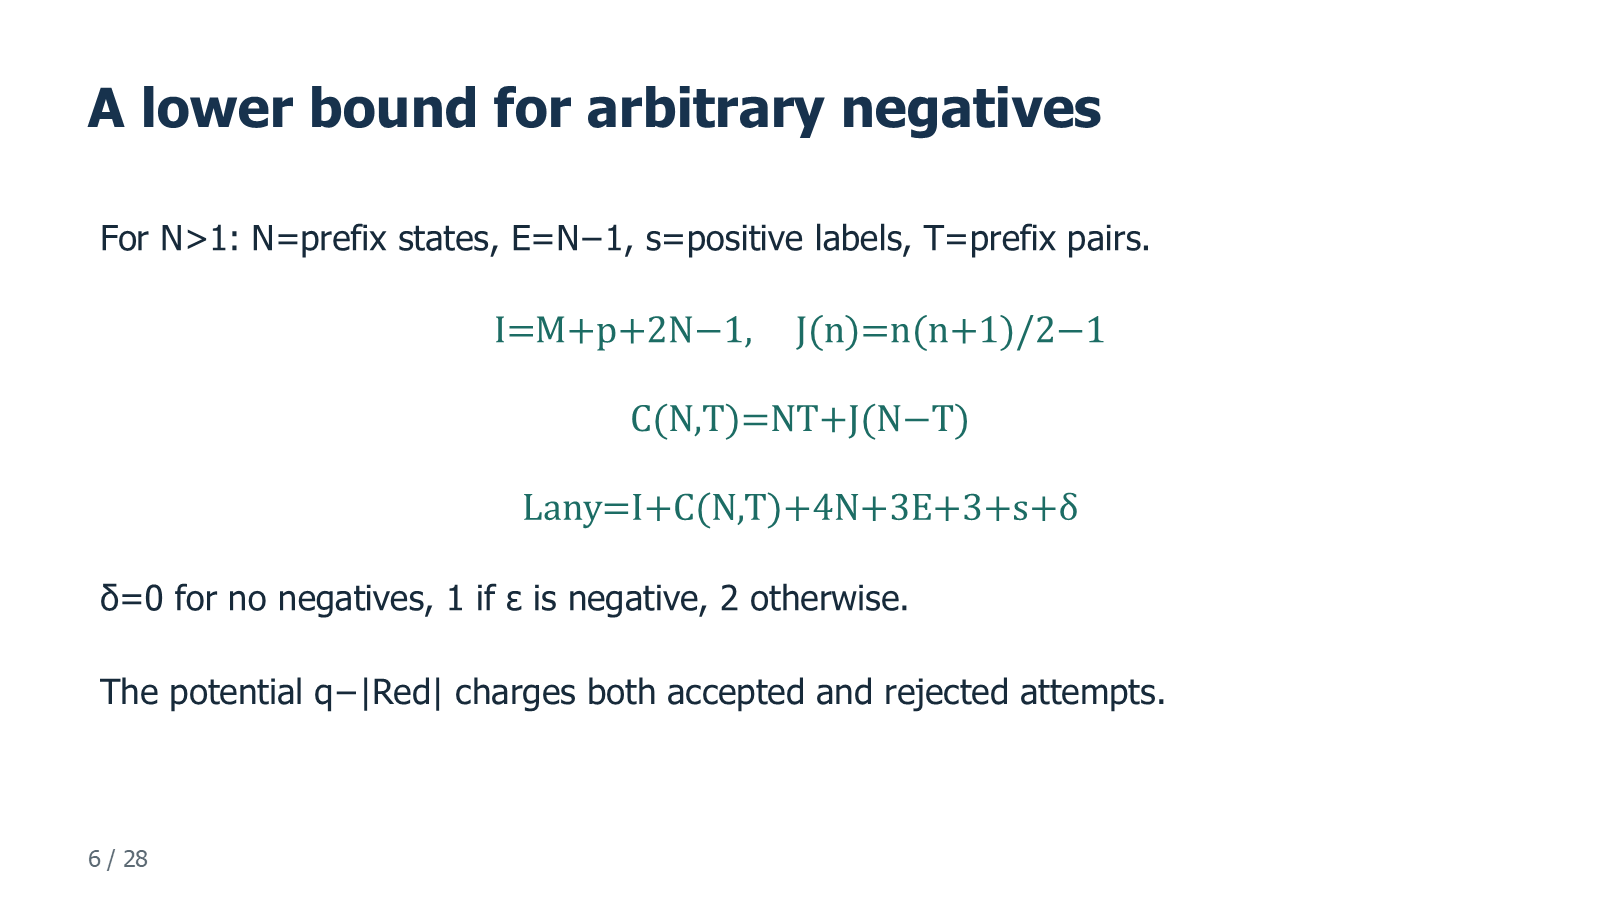 A lower bound for arbitrary negatives
For N>1: N=prefix states, E=N−1, s=positive labels, T=prefix pairs.
I=M+p+2N−1, J(n)=n(n+1)/2−1
C(N,T)=NT+J(N−T)
Lany=I+C(N,T)+4N+3E+3+s+δ
δ=0 for no negatives, 1 if ε is negative, 2 otherwise.
The potential q−|Red| charges both accepted and rejected attempts.
6 / 28